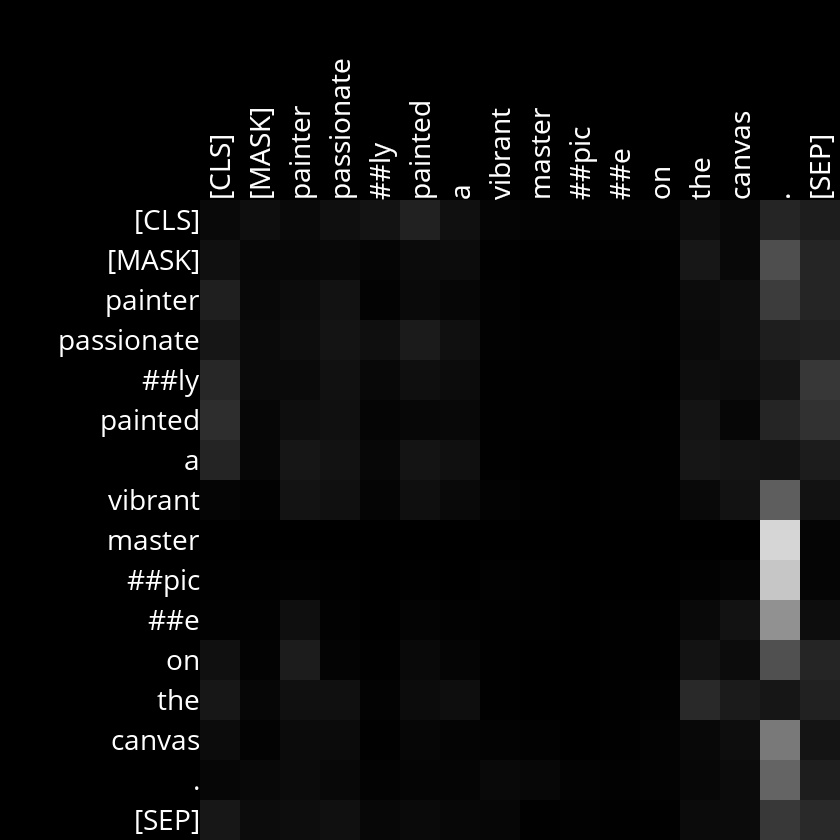 [CLS] [MASK] painter passionate ##ly painted a vibrant master ##pic ##e on the canvas . [SEP]
[CLS]
[MASK]
painter
passionate
##ly
painted
a
vibrant
master
##pic
##e
on
the
canvas
.
[SEP]